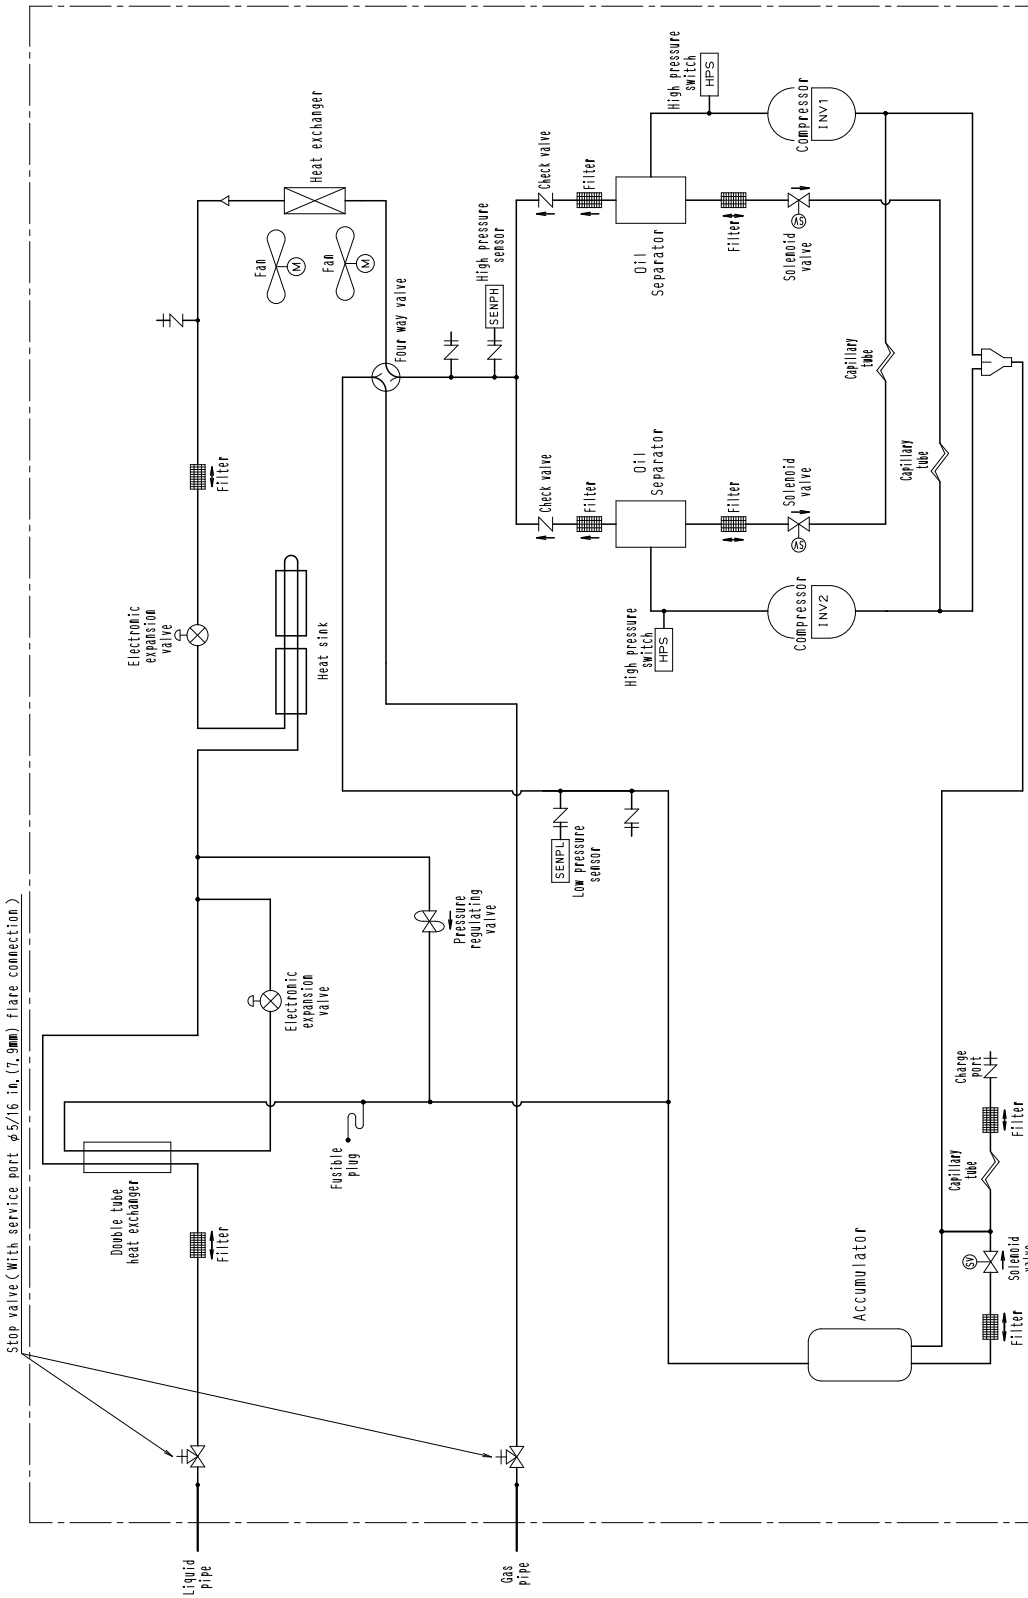 Stop valve (With service port φ5/16 in.(7.9mm) flare connection)
Heat exchanger
Fan
M
Fan
M
Four way valve
High pressure
sensor
SENPH
Check valve
Filter
Oil
Separator
High pressure
switch
HPS
Compressor
INV1
Filter
Solenoid
valve
SV
Filter
Electronic
expansion
valve
Heat sink
Check valve
Filter
Oil
Separator
Filter
Solenoid
valve
SV
Capillary
tube
Capillary
tube
High pressure
switch
HPS
Compressor
INV2
SENPL
Low pressure
sensor
Pressure
regulating
valve
Electronic
expansion
valve
Fusible
plug
Double tube
heat exchanger
Filter
Charge
port
Filter
Capillary
tube
SV
Solenoid
valve
Filter
Accumulator
Liquid
pipe
Gas
pipe